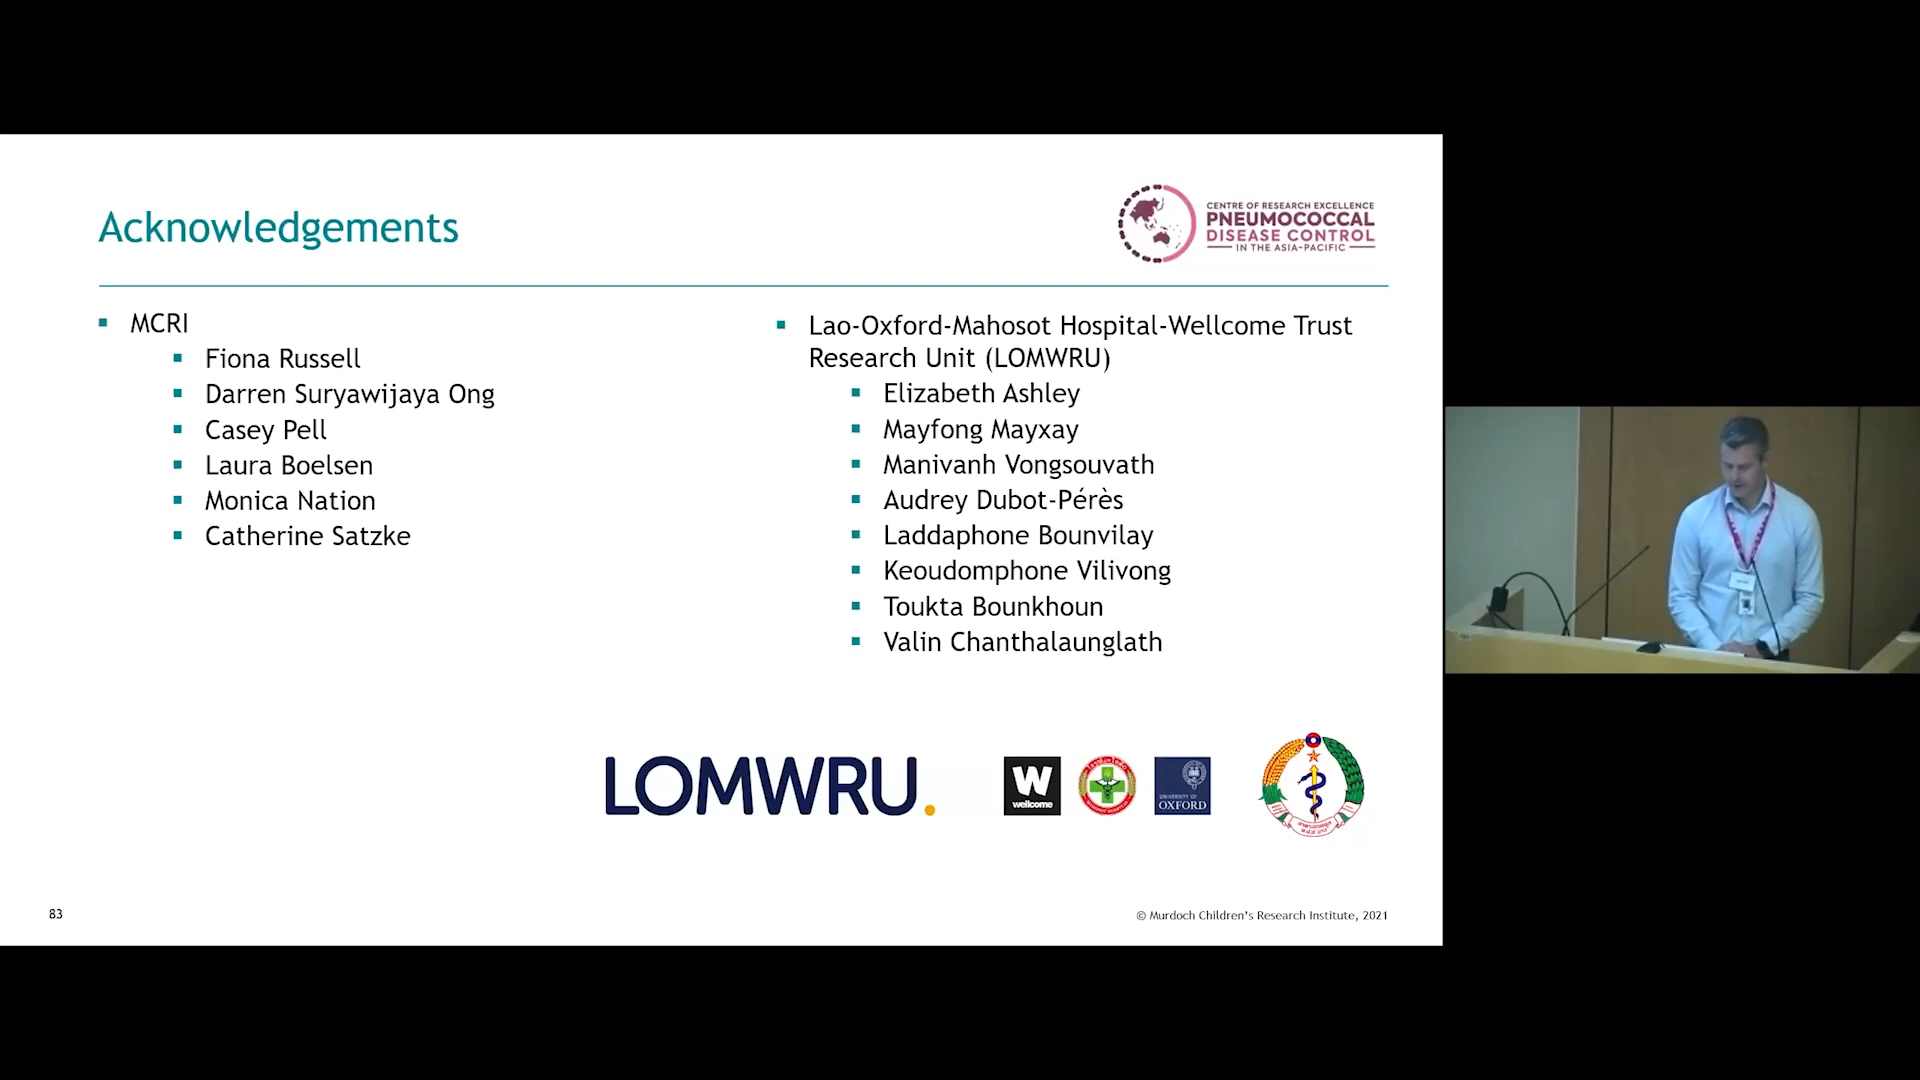 Acknowledgements
CENTRE OF RESEARCH EXCELLENCE
PNEUMOCOCCAL
DISEASE CONTROL
IN THE ASIA-PACIFIC
MCRI
Fiona Russell
Darren Suryawijaya Ong
Casey Pell
Laura Boelsen
Monica Nation
Catherine Satzke
Lao-Oxford-Mahosot Hospital-Wellcome Trust
Research Unit (LOMWRU)
Elizabeth Ashley
Mayfong Mayxay
Manivanh Vongsouvath
Audrey Dubot-Pérès
Laddaphone Bounvilay
Keoudomphone Vilivong
Toukta Bounkhoun
Valin Chanthalaunglath
LOMWRU.
W
wellcome
UNIVERSITY OF
OXFORD
83
© Murdoch Children's Research Institute, 2021